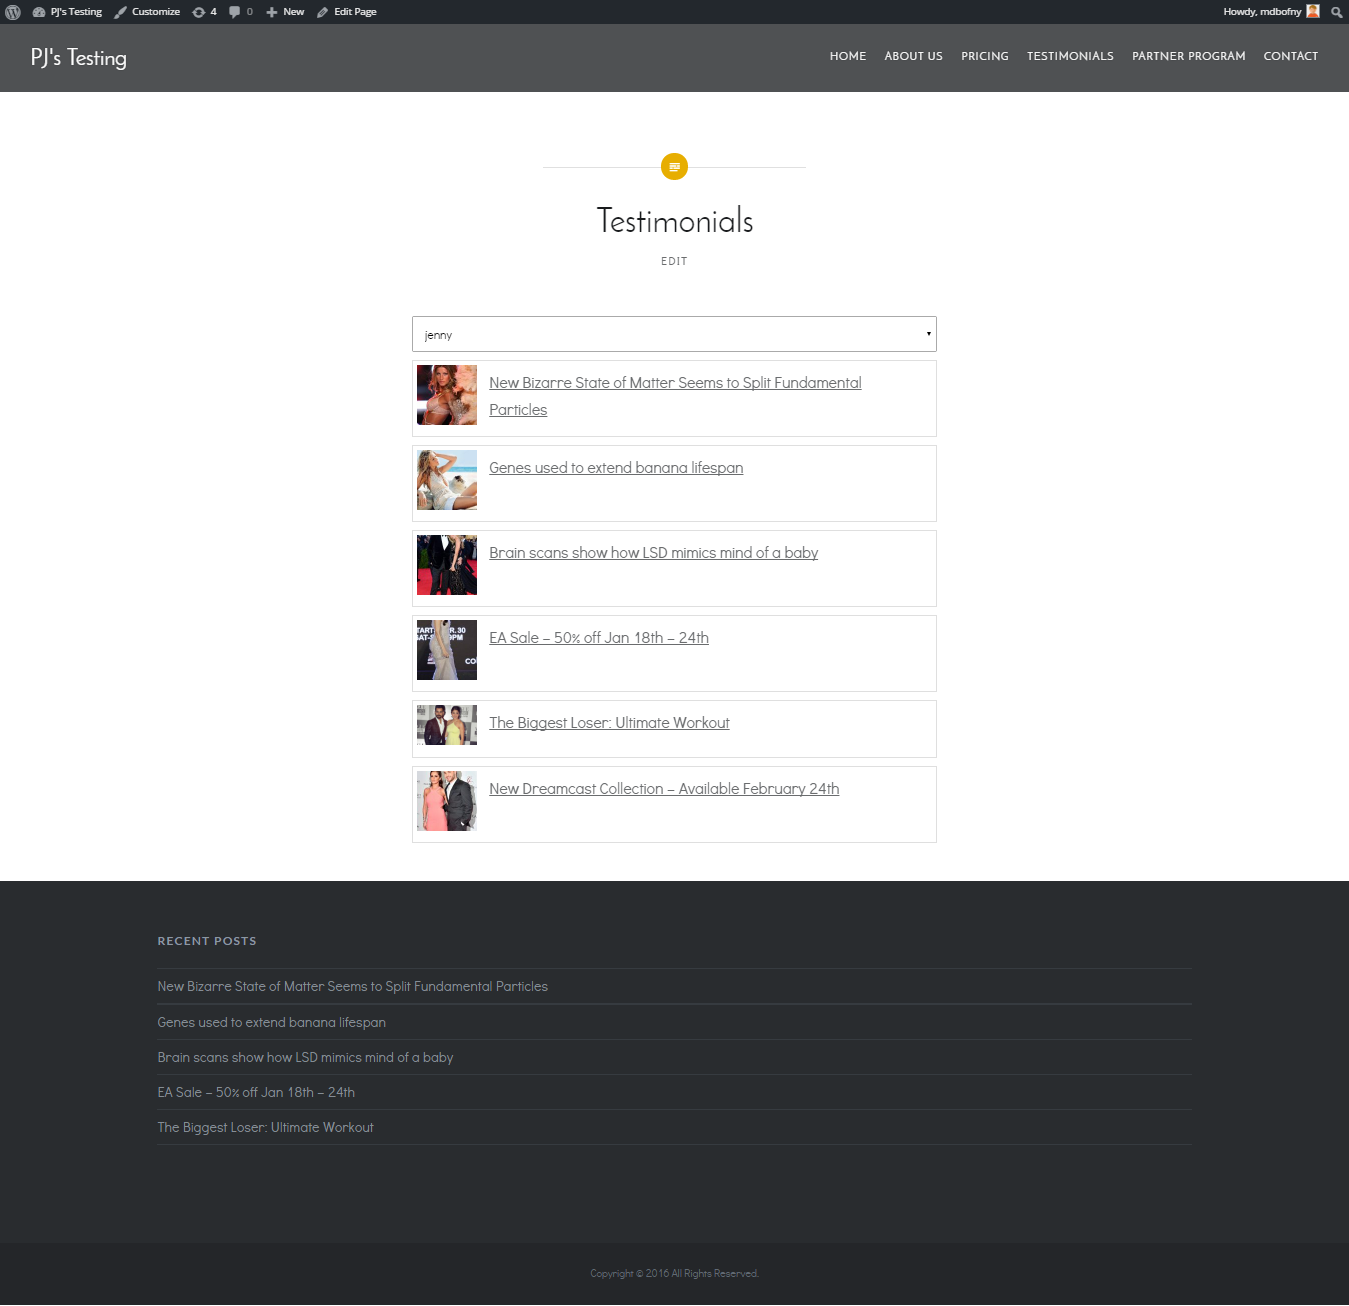 PJ's Testing Customize 4 0 New Edit Page Howdy, mdbofny
PJ's Testing HOME ABOUT US PRICING TESTIMONIALS PARTNER PROGRAM CONTACT
Testimonials
EDIT
jenny
New Bizarre State of Matter Seems to Split Fundamental
Particles
Genes used to extend banana lifespan
Brain scans show how LSD mimics mind of a baby
EA Sale – 50% off Jan 18th – 24th
The Biggest Loser: Ultimate Workout
New Dreamcast Collection – Available February 24th
RECENT POSTS
New Bizarre State of Matter Seems to Split Fundamental Particles
Genes used to extend banana lifespan
Brain scans show how LSD mimics mind of a baby
EA Sale – 50% off Jan 18th – 24th
The Biggest Loser: Ultimate Workout
Copyright © 2016 All Rights Reserved.